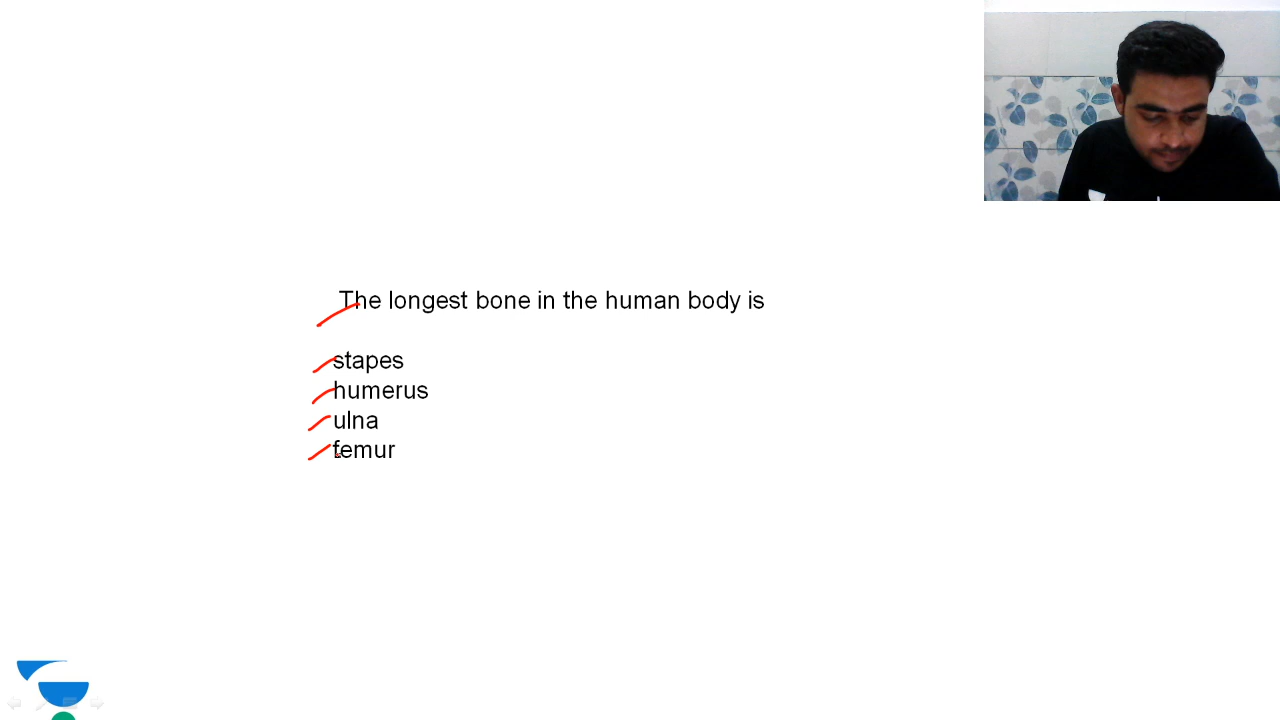 The longest bone in the human body is
stapes
humerus
ulna
femur